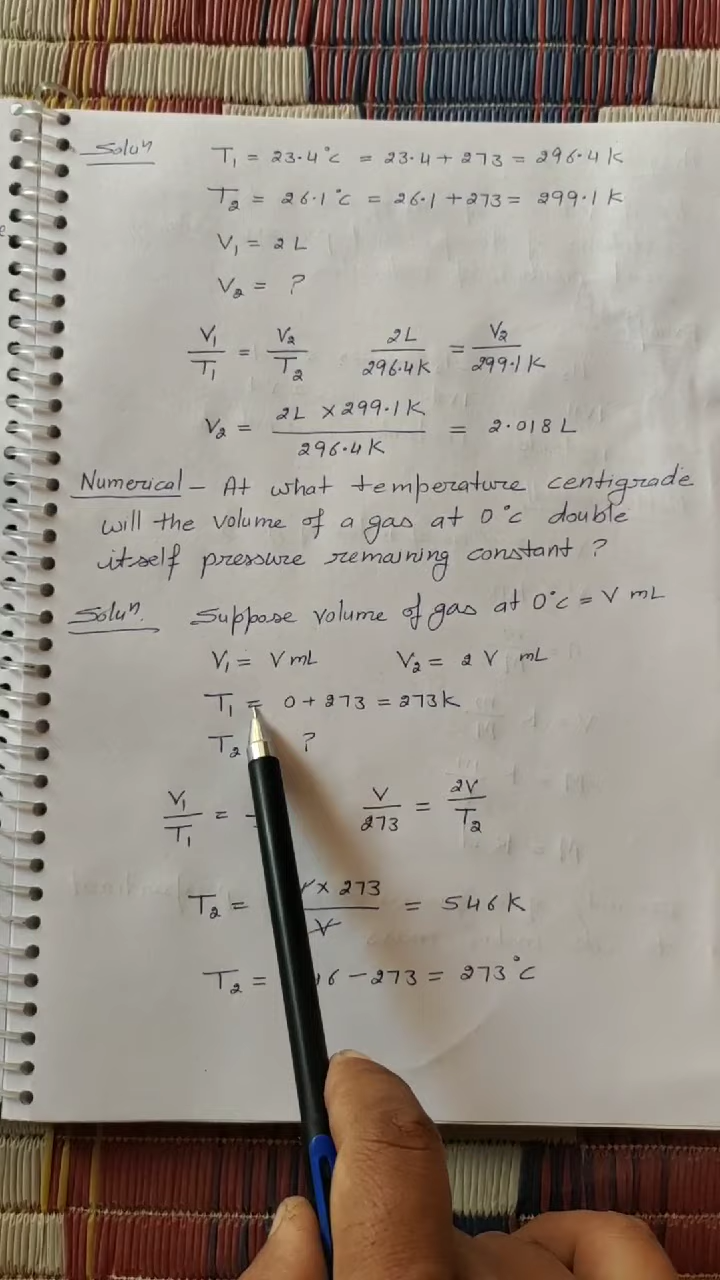 Soluⁿ T₁ = 23.4°c = 23.4 + 273 = 296.4 K
T₂ = 26.1°c = 26.1 + 273 = 299.1 K
V₁ = 2 L
V₂ = ?
V₁/T₁ = V₂/T₂ 2L/296.4K = V₂/299.1K
V₂ = 2L × 299.1K/296.4K = 2.018 L
Numerical – At what temperature centigrade
will the volume of a gas at 0°c double
itself pressure remaining constant ?
Soluⁿ. Suppose volume of gas at 0°c = V mL
V₁ = V mL V₂ = 2 V mL
T₁ = 0 + 273 = 273 K
T₂ ?
V₁/T₁ = V/273 = 2V/T₂
T₂ = × 273/V = 546 K
T₂ = – 273 = 273°c